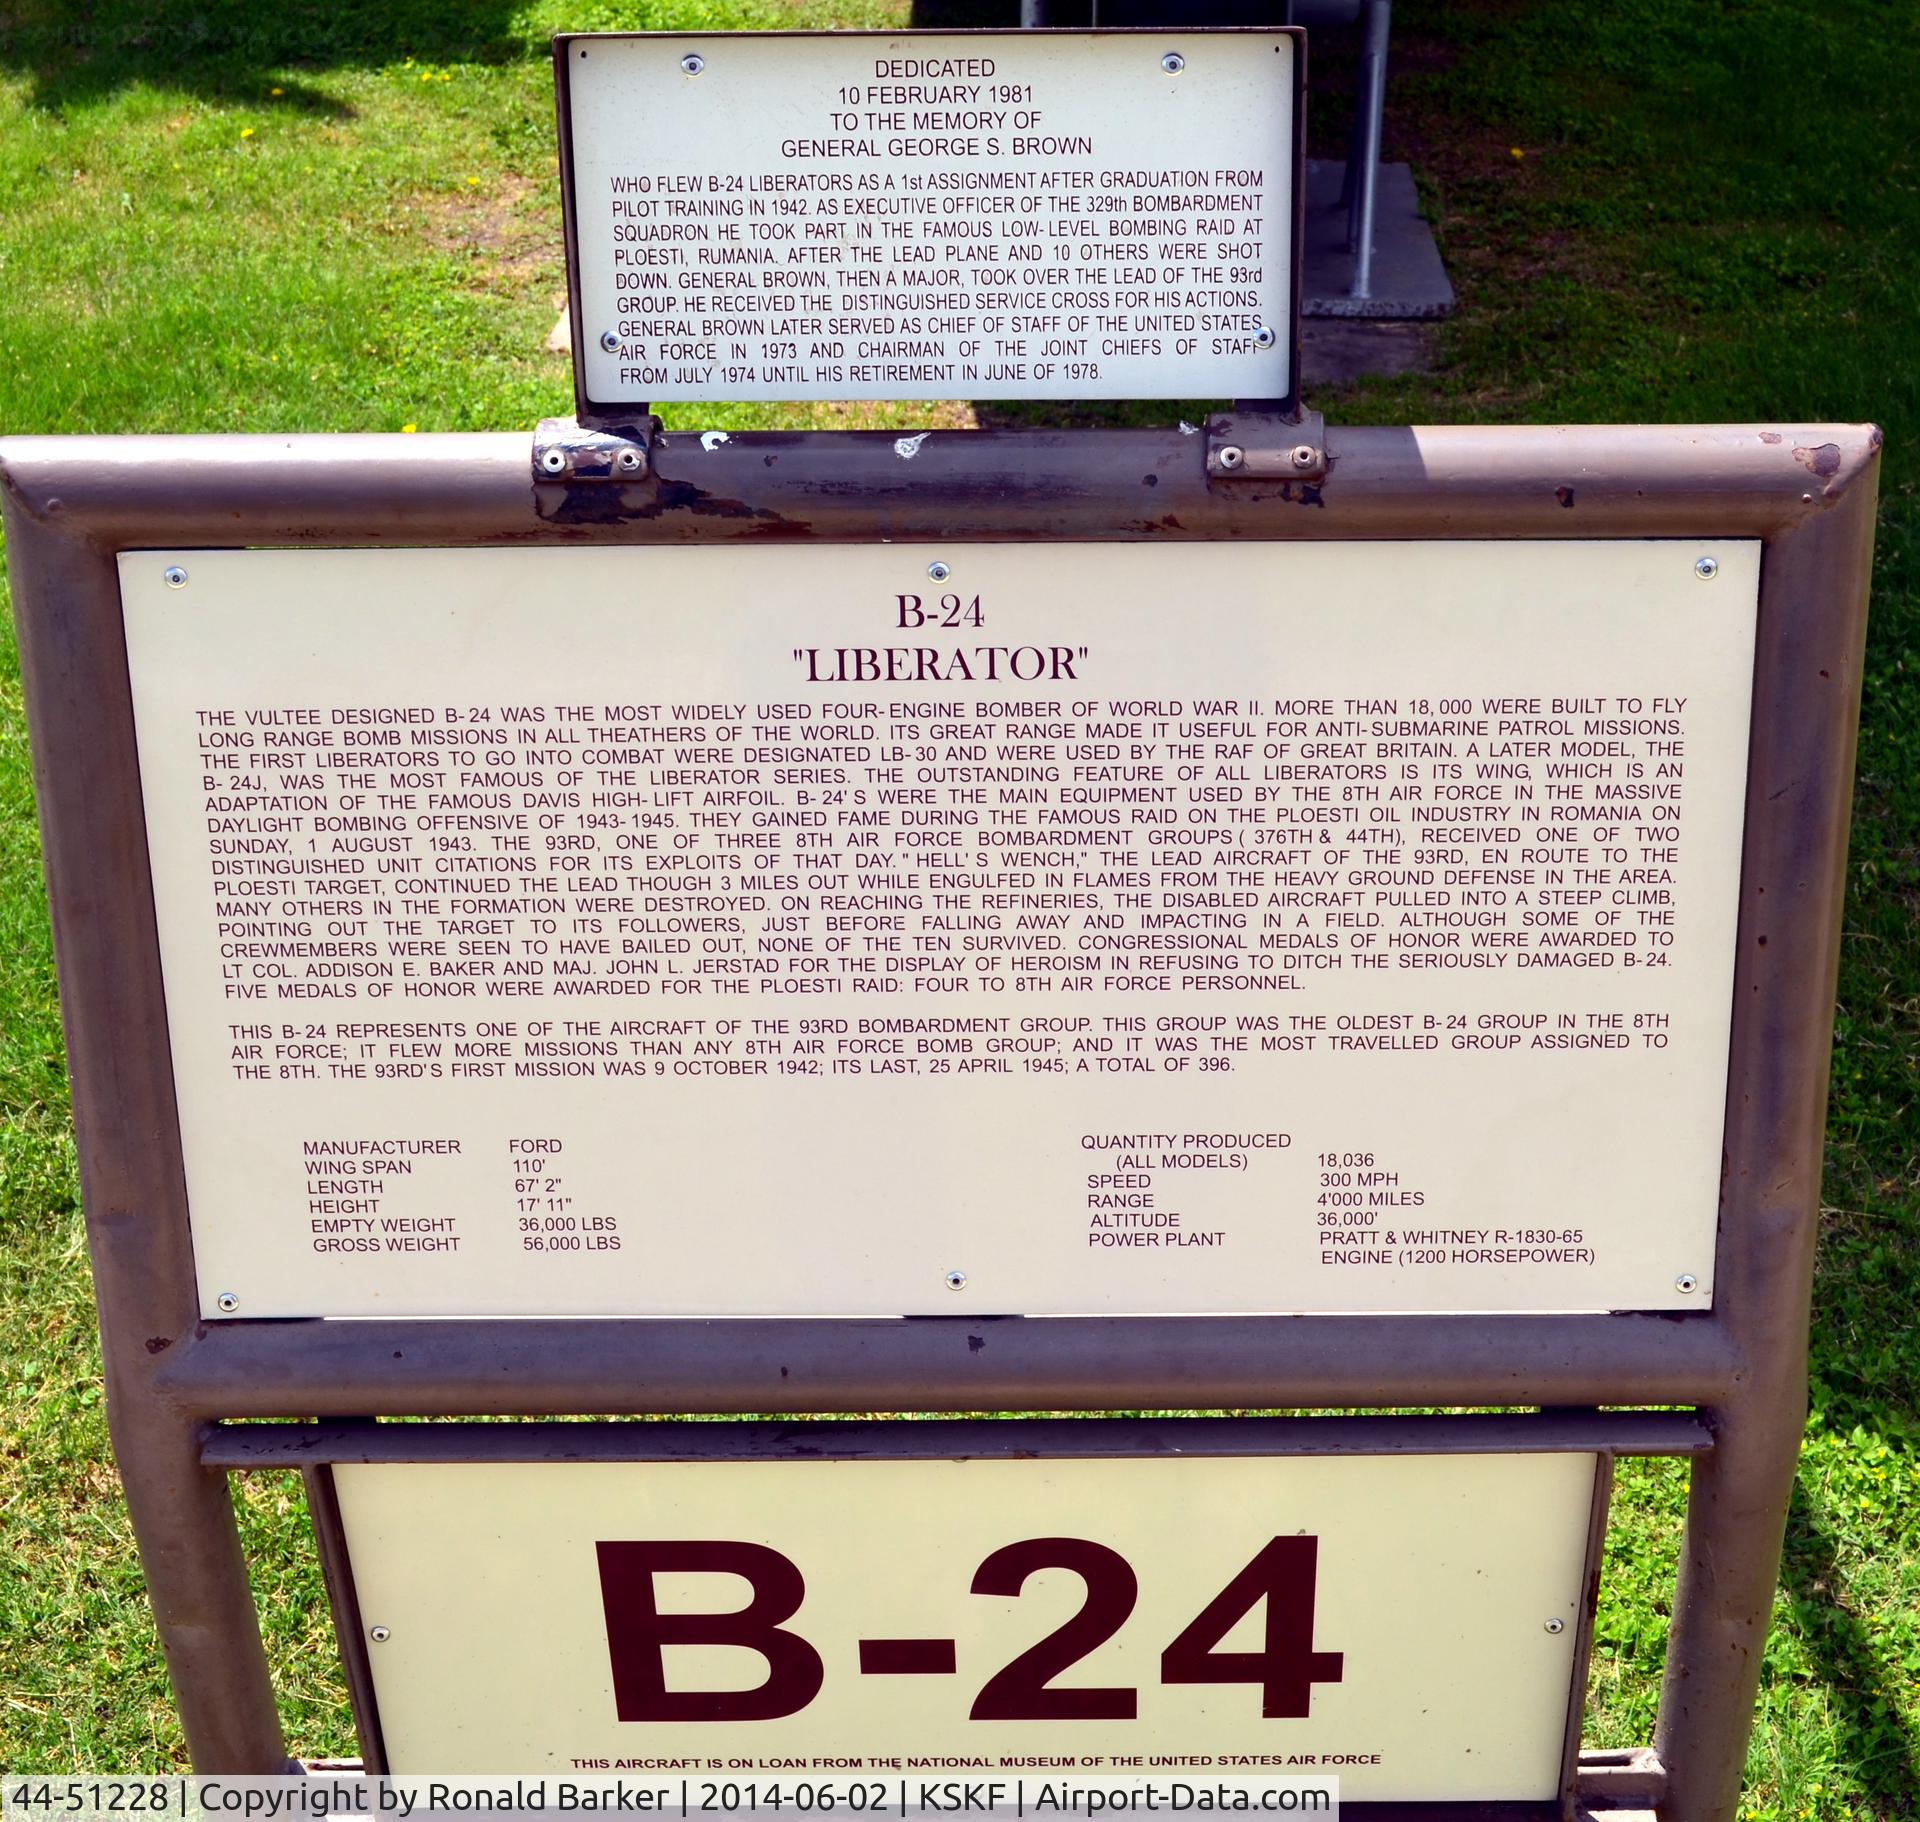 DEDICATED
10 FEBRUARY 1981
TO THE MEMORY OF
GENERAL GEORGE S. BROWN
WHO FLEW B-24 LIBERATORS AS A 1st ASSIGNMENT AFTER GRADUATION FROM
PILOT TRAINING IN 1942. AS EXECUTIVE OFFICER OF THE 329th BOMBARDMENT
SQUADRON HE TOOK PART IN THE FAMOUS LOW-LEVEL BOMBING RAID AT
PLOESTI, RUMANIA. AFTER THE LEAD PLANE AND 10 OTHERS WERE SHOT
DOWN. GENERAL BROWN, THEN A MAJOR, TOOK OVER THE LEAD OF THE 93rd
GROUP. HE RECEIVED THE DISTINGUISHED SERVICE CROSS FOR HIS ACTIONS.
GENERAL BROWN LATER SERVED AS CHIEF OF STAFF OF THE UNITED STATES
AIR FORCE IN 1973 AND CHAIRMAN OF THE JOINT CHIEFS OF STAFF
FROM JULY 1974 UNTIL HIS RETIREMENT IN JUNE OF 1978.
B-24
"LIBERATOR"
THE VULTEE DESIGNED B-24 WAS THE MOST WIDELY USED FOUR-ENGINE BOMBER OF WORLD WAR II. MORE THAN 18,000 WERE BUILT TO FLY
LONG RANGE BOMB MISSIONS IN ALL THEATHERS OF THE WORLD. ITS GREAT RANGE MADE IT USEFUL FOR ANTI-SUBMARINE PATROL MISSIONS.
THE FIRST LIBERATORS TO GO INTO COMBAT WERE DESIGNATED LB-30 AND WERE USED BY THE RAF OF GREAT BRITAIN. A LATER MODEL, THE
B-24J, WAS THE MOST FAMOUS OF THE LIBERATOR SERIES. THE OUTSTANDING FEATURE OF ALL LIBERATORS IS ITS WING, WHICH IS AN
ADAPTATION OF THE FAMOUS DAVIS HIGH-LIFT AIRFOIL. B-24'S WERE THE MAIN EQUIPMENT USED BY THE 8TH AIR FORCE IN THE MASSIVE
DAYLIGHT BOMBING OFFENSIVE OF 1943-1945. THEY GAINED FAME DURING THE FAMOUS RAID ON THE PLOESTI OIL INDUSTRY IN ROMANIA ON
SUNDAY, 1 AUGUST 1943. THE 93RD, ONE OF THREE 8TH AIR FORCE BOMBARDMENT GROUPS ( 376TH & 44TH), RECEIVED ONE OF TWO
DISTINGUISHED UNIT CITATIONS FOR ITS EXPLOITS OF THAT DAY. "HELL'S WENCH," THE LEAD AIRCRAFT OF THE 93RD, EN ROUTE TO THE
PLOESTI TARGET, CONTINUED THE LEAD THOUGH 3 MILES OUT WHILE ENGULFED IN FLAMES FROM THE HEAVY GROUND DEFENSE IN THE AREA.
MANY OTHERS IN THE FORMATION WERE DESTROYED. ON REACHING THE REFINERIES, THE DISABLED AIRCRAFT PULLED INTO A STEEP CLIMB,
POINTING OUT THE TARGET TO ITS FOLLOWERS, JUST BEFORE FALLING AWAY AND IMPACTING IN A FIELD. ALTHOUGH SOME OF THE
CREWMEMBERS WERE SEEN TO HAVE BAILED OUT, NONE OF THE TEN SURVIVED. CONGRESSIONAL MEDALS OF HONOR WERE AWARDED TO
LT COL. ADDISON E. BAKER AND MAJ. JOHN L. JERSTAD FOR THE DISPLAY OF HEROISM IN REFUSING TO DITCH THE SERIOUSLY DAMAGED B-24.
FIVE MEDALS OF HONOR WERE AWARDED FOR THE PLOESTI RAID: FOUR TO 8TH AIR FORCE PERSONNEL.
THIS B-24 REPRESENTS ONE OF THE AIRCRAFT OF THE 93RD BOMBARDMENT GROUP. THIS GROUP WAS THE OLDEST B-24 GROUP IN THE 8TH
AIR FORCE; IT FLEW MORE MISSIONS THAN ANY 8TH AIR FORCE BOMB GROUP; AND IT WAS THE MOST TRAVELLED GROUP ASSIGNED TO
THE 8TH. THE 93RD'S FIRST MISSION WAS 9 OCTOBER 1942; ITS LAST, 25 APRIL 1945; A TOTAL OF 396.
MANUFACTURER FORD
WING SPAN 110'
LENGTH 67' 2"
HEIGHT 17' 11"
EMPTY WEIGHT 36,000 LBS
GROSS WEIGHT 56,000 LBS
QUANTITY PRODUCED
(ALL MODELS) 18,036
SPEED 300 MPH
RANGE 4'000 MILES
ALTITUDE 36,000'
POWER PLANT PRATT & WHITNEY R-1830-65
ENGINE (1200 HORSEPOWER)
B-24
THIS AIRCRAFT IS ON LOAN FROM THE NATIONAL MUSEUM OF THE UNITED STATES AIR FORCE
44-51228 | Copyright by Ronald Barker | 2014-06-02 | KSKF | Airport-Data.com
AIRPORT-DATA.COM